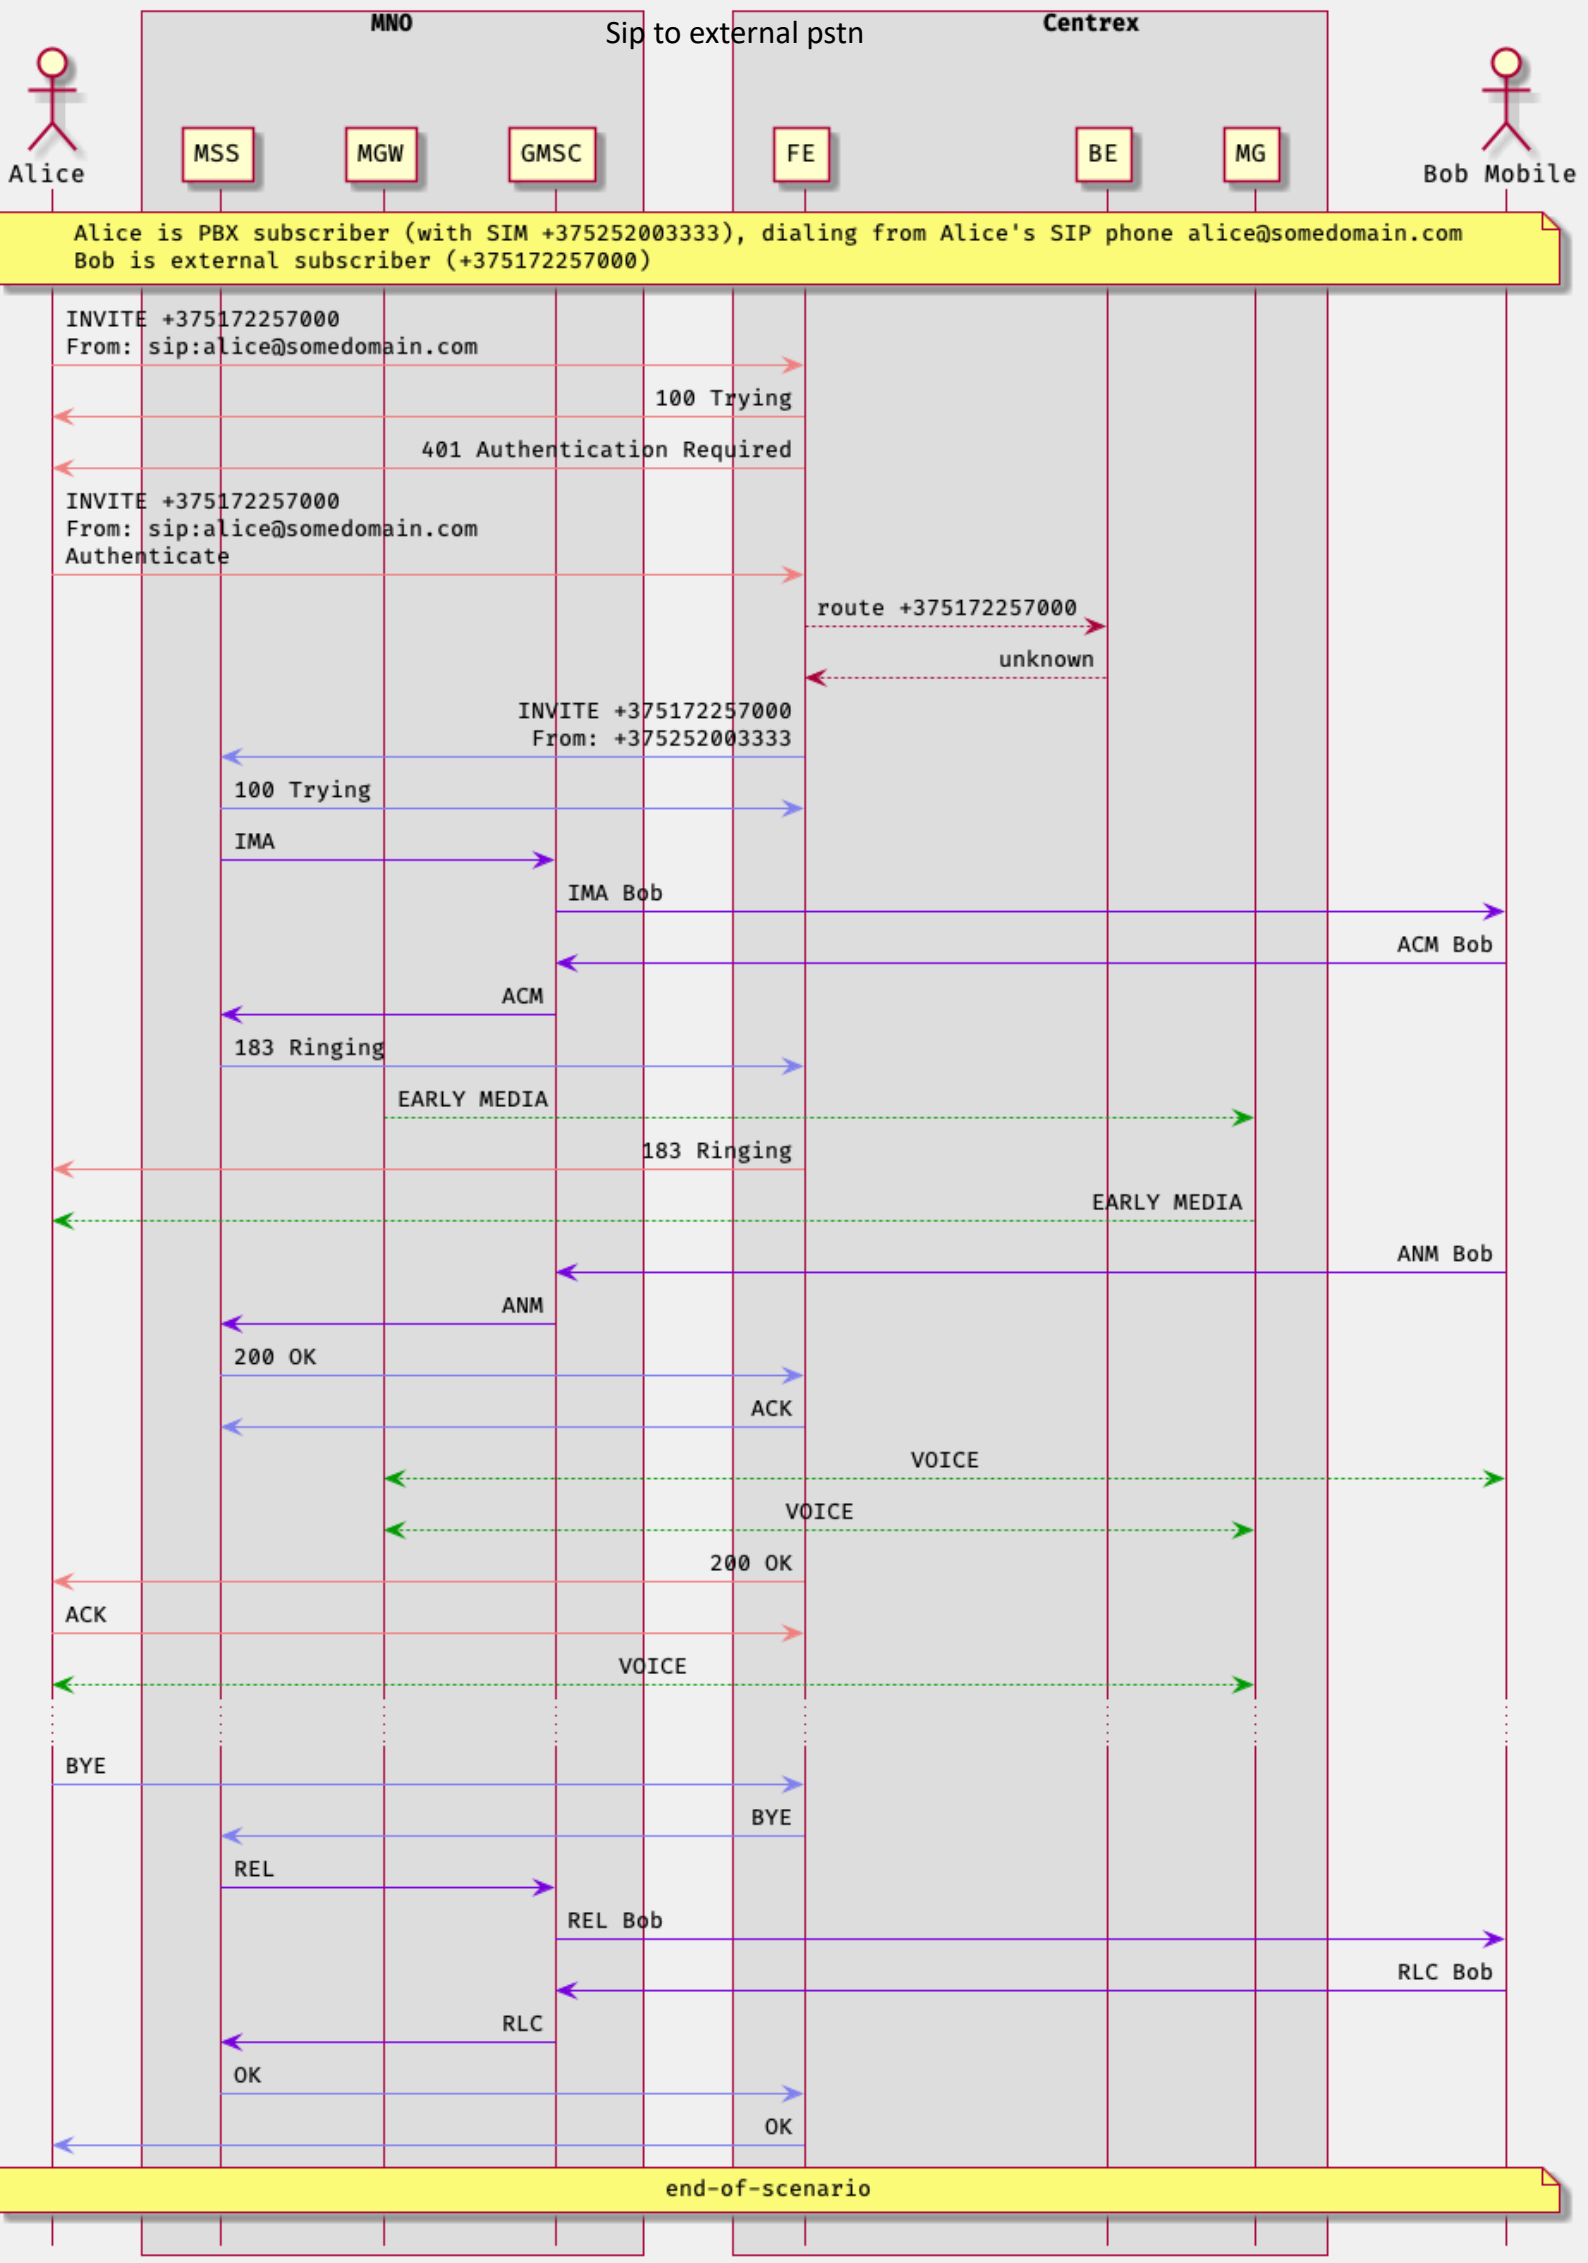 MNO
Sip to external pstn
Centrex
Alice
MSS
MGW
GMSC
FE
BE
MG
Bob Mobile
Alice is PBX subscriber (with SIM +375252003333), dialing from Alice's SIP phone alice@somedomain.com
Bob is external subscriber (+375172257000)
INVITE +375172257000
From: sip:alice@somedomain.com
100 Trying
401 Authentication Required
INVITE +375172257000
From: sip:alice@somedomain.com
Authenticate
route +375172257000
unknown
INVITE +375172257000
From: +375252003333
100 Trying
IMA
IMA Bob
ACM Bob
ACM
183 Ringing
EARLY MEDIA
183 Ringing
EARLY MEDIA
ANM Bob
ANM
200 OK
ACK
VOICE
VOICE
200 OK
ACK
VOICE
BYE
BYE
REL
REL Bob
RLC Bob
RLC
OK
OK
end-of-scenario